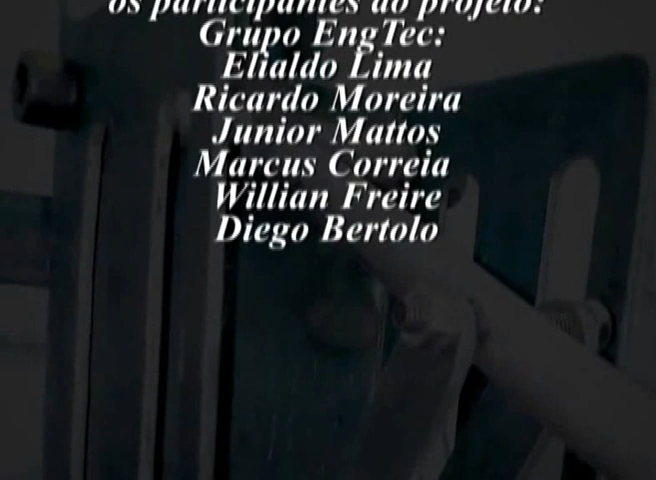 os participantes do projeto:
Grupo EngTec:
Elialdo Lima
Ricardo Moreira
Junior Mattos
Marcus Correia
Willian Freire
Diego Bertolo